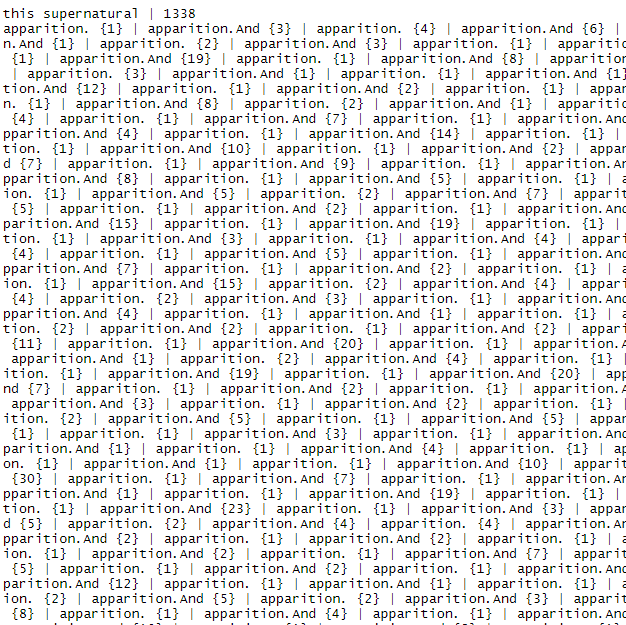 this supernatural | 1338
apparition. {1} | apparition.And {3} | apparition. {4} | apparition.And {6} |
n.And {1} | apparition. {2} | apparition.And {3} | apparition. {1} | apparitio
{1} | apparition.And {19} | apparition. {1} | apparition.And {8} | apparition
| apparition. {3} | apparition.And {1} | apparition. {1} | apparition.And {1}
tion.And {12} | apparition. {1} | apparition.And {2} | apparition. {1} | appar
n. {1} | apparition.And {8} | apparition. {2} | apparition.And {1} | apparitio
{4} | apparition. {1} | apparition.And {7} | apparition. {1} | apparition.And
pparition.And {4} | apparition. {1} | apparition.And {14} | apparition. {1} |
tion. {1} | apparition.And {10} | apparition. {1} | apparition.And {2} | appar
d {7} | apparition. {1} | apparition.And {9} | apparition. {1} | apparition.An
pparition.And {8} | apparition. {1} | apparition.And {5} | apparition. {1} | a
ion. {1} | apparition.And {5} | apparition. {2} | apparition.And {7} | apparit
{5} | apparition. {1} | apparition.And {2} | apparition. {1} | apparition.And
parition.And {15} | apparition. {1} | apparition.And {19} | apparition. {1} |
tion. {1} | apparition.And {3} | apparition. {1} | apparition.And {4} | appari
{4} | apparition. {1} | apparition.And {5} | apparition. {1} | apparition.And
pparition.And {7} | apparition. {1} | apparition.And {2} | apparition. {1} | a
ion. {1} | apparition.And {15} | apparition. {2} | apparition.And {4} | appari
{4} | apparition. {2} | apparition.And {3} | apparition. {1} | apparition.And
pparition.And {4} | apparition. {1} | apparition.And {1} | apparition. {1} | a
tion. {2} | apparition.And {2} | apparition. {1} | apparition.And {2} | appari
{11} | apparition. {1} | apparition.And {20} | apparition. {1} | apparition.A
apparition.And {1} | apparition. {2} | apparition.And {4} | apparition. {1} |
ition. {1} | apparition.And {19} | apparition. {1} | apparition.And {20} | app
nd {7} | apparition. {1} | apparition.And {2} | apparition. {1} | apparition.A
apparition.And {3} | apparition. {1} | apparition.And {2} | apparition. {1} |
ition. {2} | apparition.And {5} | apparition. {1} | apparition.And {5} | appar
{1} | apparition. {1} | apparition.And {3} | apparition. {1} | apparition.And
parition.And {1} | apparition. {1} | apparition.And {4} | apparition. {1} | ap
on. {1} | apparition.And {1} | apparition. {1} | apparition.And {10} | apparit
{30} | apparition. {1} | apparition.And {7} | apparition. {1} | apparition.And
pparition.And {1} | apparition. {1} | apparition.And {19} | apparition. {1} |
tion. {1} | apparition.And {23} | apparition. {1} | apparition.And {3} | appar
d {5} | apparition. {2} | apparition.And {4} | apparition. {4} | apparition.An
pparition.And {2} | apparition. {1} | apparition.And {2} | apparition. {1} | a
ion. {1} | apparition.And {2} | apparition. {1} | apparition.And {7} | apparit
{5} | apparition. {1} | apparition.And {2} | apparition. {1} | apparition.And
parition.And {12} | apparition. {1} | apparition.And {1} | apparition. {1} | a
ion. {2} | apparition.And {5} | apparition. {2} | apparition.And {3} | apparit
{8} | apparition. {1} | apparition.And {4} | apparition. {1} | apparition.And